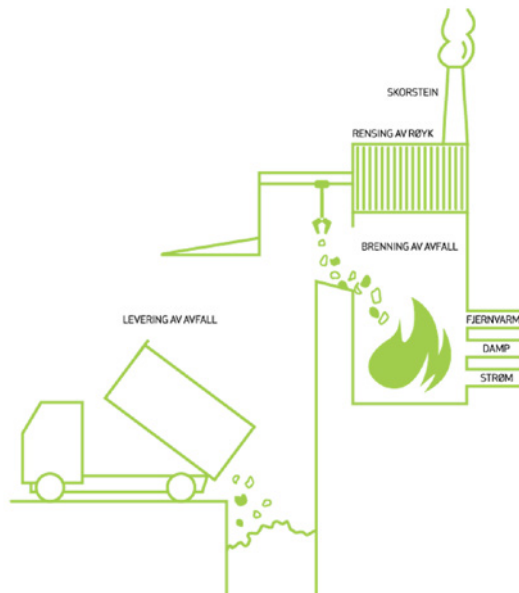 SKORSTEIN
RENSING AV RØYK
BRENNING AV AVFALL
LEVERING AV AVFALL
FJERNVARM
DAMP
STRØM